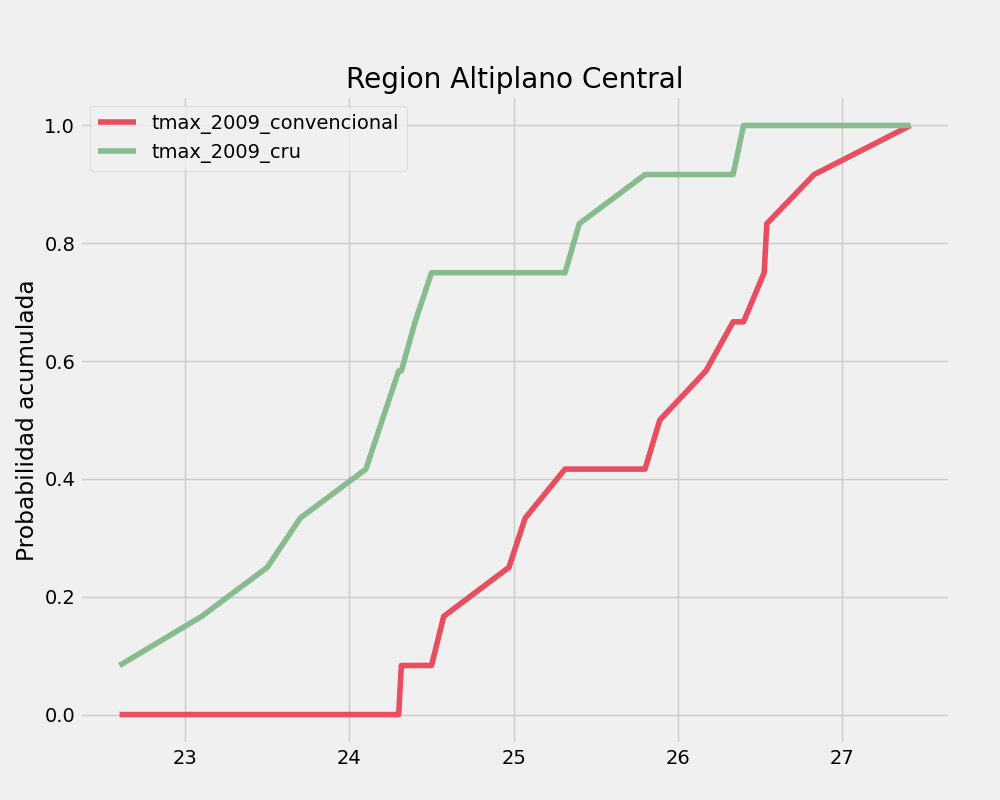 Region Altiplano Central
tmax_2009_convencional
tmax_2009_cru
Probabilidad acumulada
1.0
0.8
0.6
0.4
0.2
0.0
23 24 25 26 27